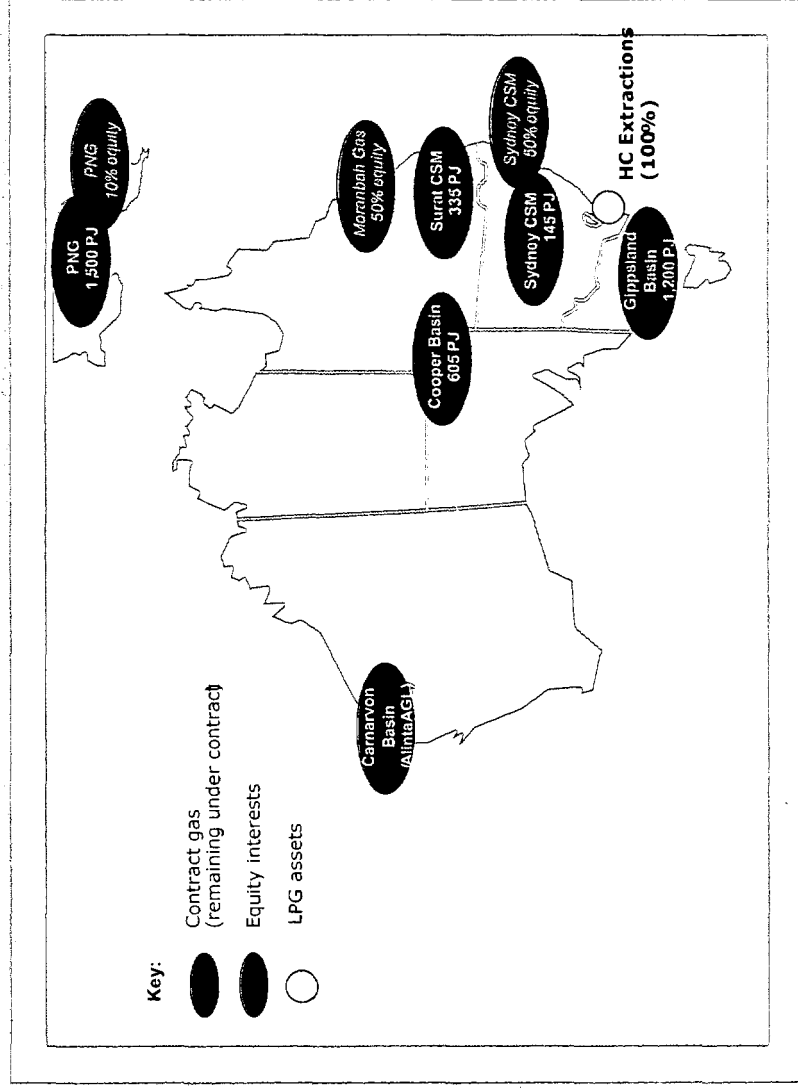 Key:
Contract gas
(remaining under contract)
Equity interests
LPG assets
PNG
1,500 PJ
PNG
10% equity
Carnarvon
Basin
(AlintaAGL)
Moranbah Gas
50% equity
Cooper Basin
605 PJ
Surat CSM
335 PJ
Sydney CSM
145 PJ
Sydney CSM
50% equity
Gippsland
Basin
1,200 PJ
HC Extractions
(100%)